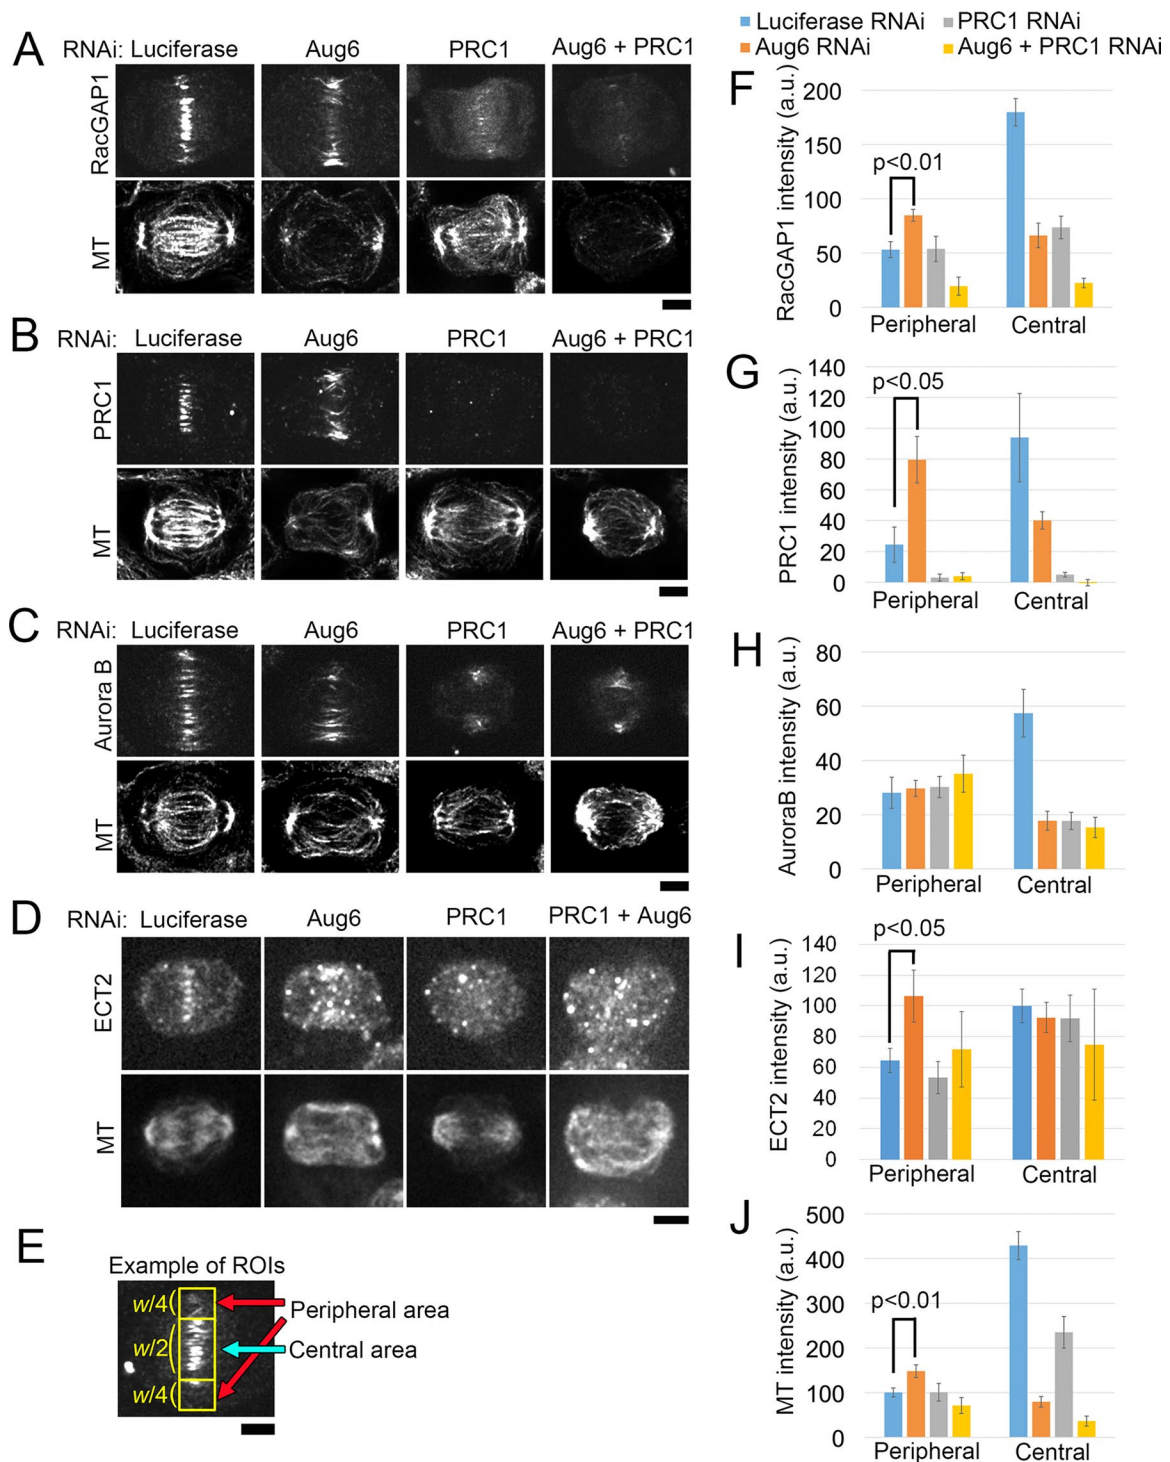 A
RNAi: Luciferase Aug6 PRC1 Aug6 + PRC1
RacGAP1
MT
B
RNAi: Luciferase Aug6 PRC1 Aug6 + PRC1
PRC1
MT
C
RNAi: Luciferase Aug6 PRC1 Aug6 + PRC1
Aurora B
MT
D
RNAi: Luciferase Aug6 PRC1 PRC1 + Aug6
ECT2
MT
E
Example of ROIs
w/4
w/2
w/4
Peripheral area
Central area
Luciferase RNAi PRC1 RNAi
Aug6 RNAi Aug6 + PRC1 RNAi
F
RacGAP1 intensity (a.u.)
200
150
100
50
0
p<0.01
Peripheral Central
G
PRC1 intensity (a.u.)
140
120
100
80
60
40
20
0
p<0.05
Peripheral Central
H
AuroraB intensity (a.u.)
80
60
40
20
0
Peripheral Central
I
ECT2 intensity (a.u.)
140
120
100
80
60
40
20
0
p<0.05
Peripheral Central
J
MT intensity (a.u.)
500
400
300
200
100
0
p<0.01
Peripheral Central